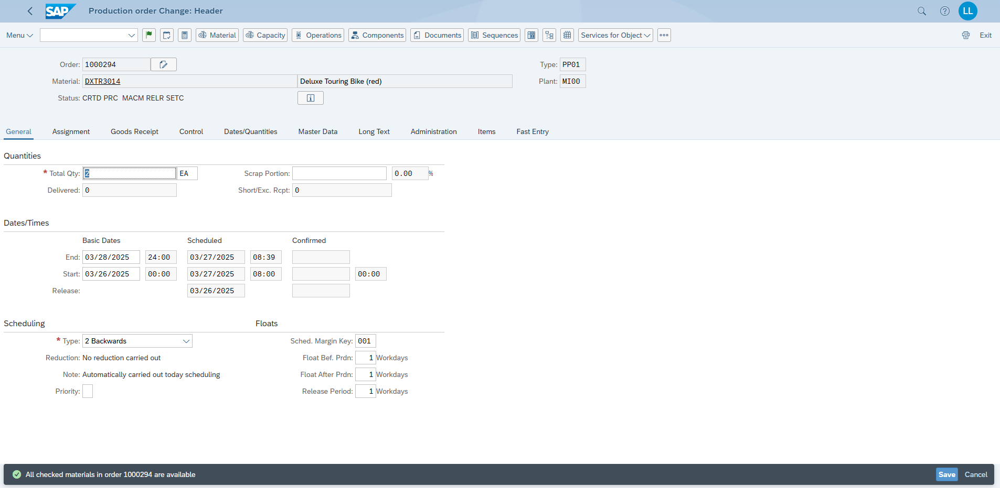 SAP Production order Change: Header LL
Menu Material Capacity Operations Components Documents Sequences Services for Object Exit
Order: 1000294 Type: PP01
Material: DXTR3014 Deluxe Touring Bike (red) Plant: MI00
Status: CRTD PRC MACM RELR SETC
General Assignment Goods Receipt Control Dates/Quantities Master Data Long Text Administration Items Fast Entry
Quantities
* Total Qty: 2 EA Scrap Portion: 0.00 %
Delivered: 0 Short/Exc. Rcpt: 0
Dates/Times
Basic Dates Scheduled Confirmed
End: 03/28/2025 24:00 03/27/2025 08:39
Start: 03/26/2025 00:00 03/27/2025 08:00 00:00
Release: 03/26/2025
Scheduling Floats
* Type: 2 Backwards Sched. Margin Key: 001
Reduction: No reduction carried out Float Bef. Prdn: 1 Workdays
Note: Automatically carried out today scheduling Float After Prdn: 1 Workdays
Priority: Release Period: 1 Workdays
All checked materials in order 1000294 are available Save Cancel